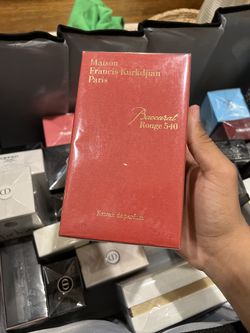 Maison
Francis Kurkdjian
Paris
Baccarat
Rouge 540
Extrait de parfum